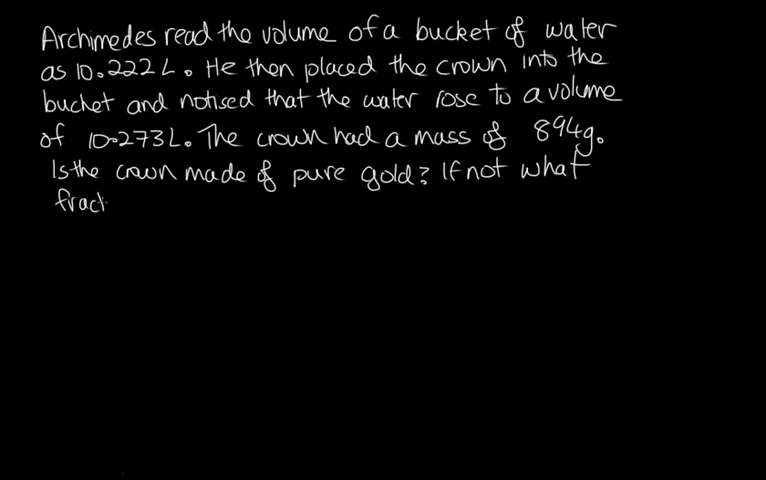 Archimedes read the volume of a bucket of water
as 10.222L. He then placed the crown into the
bucket and notised that the water rose to a volume
of 10.273L. The crown had a mass of 894g.
Is the crown made of pure gold? If not what
fract